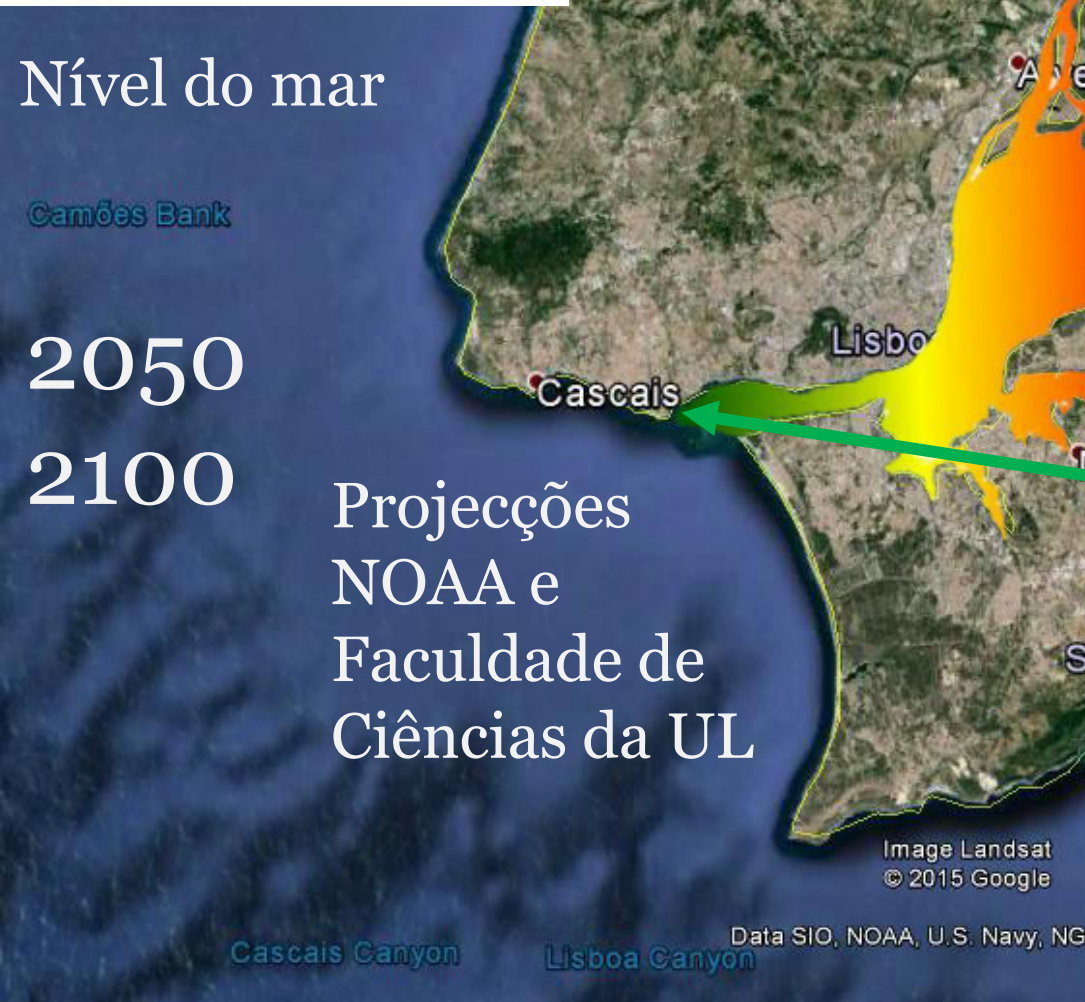 Nível do mar
Camões Bank
2050
2100
Lisbo
Cascais
Projecções
NOAA e
Faculdade de
Ciências da UL
Image Landsat
© 2015 Google
Data SIO, NOAA, U.S. Navy, NG
Cascais Canyon
Lisboa Canyon